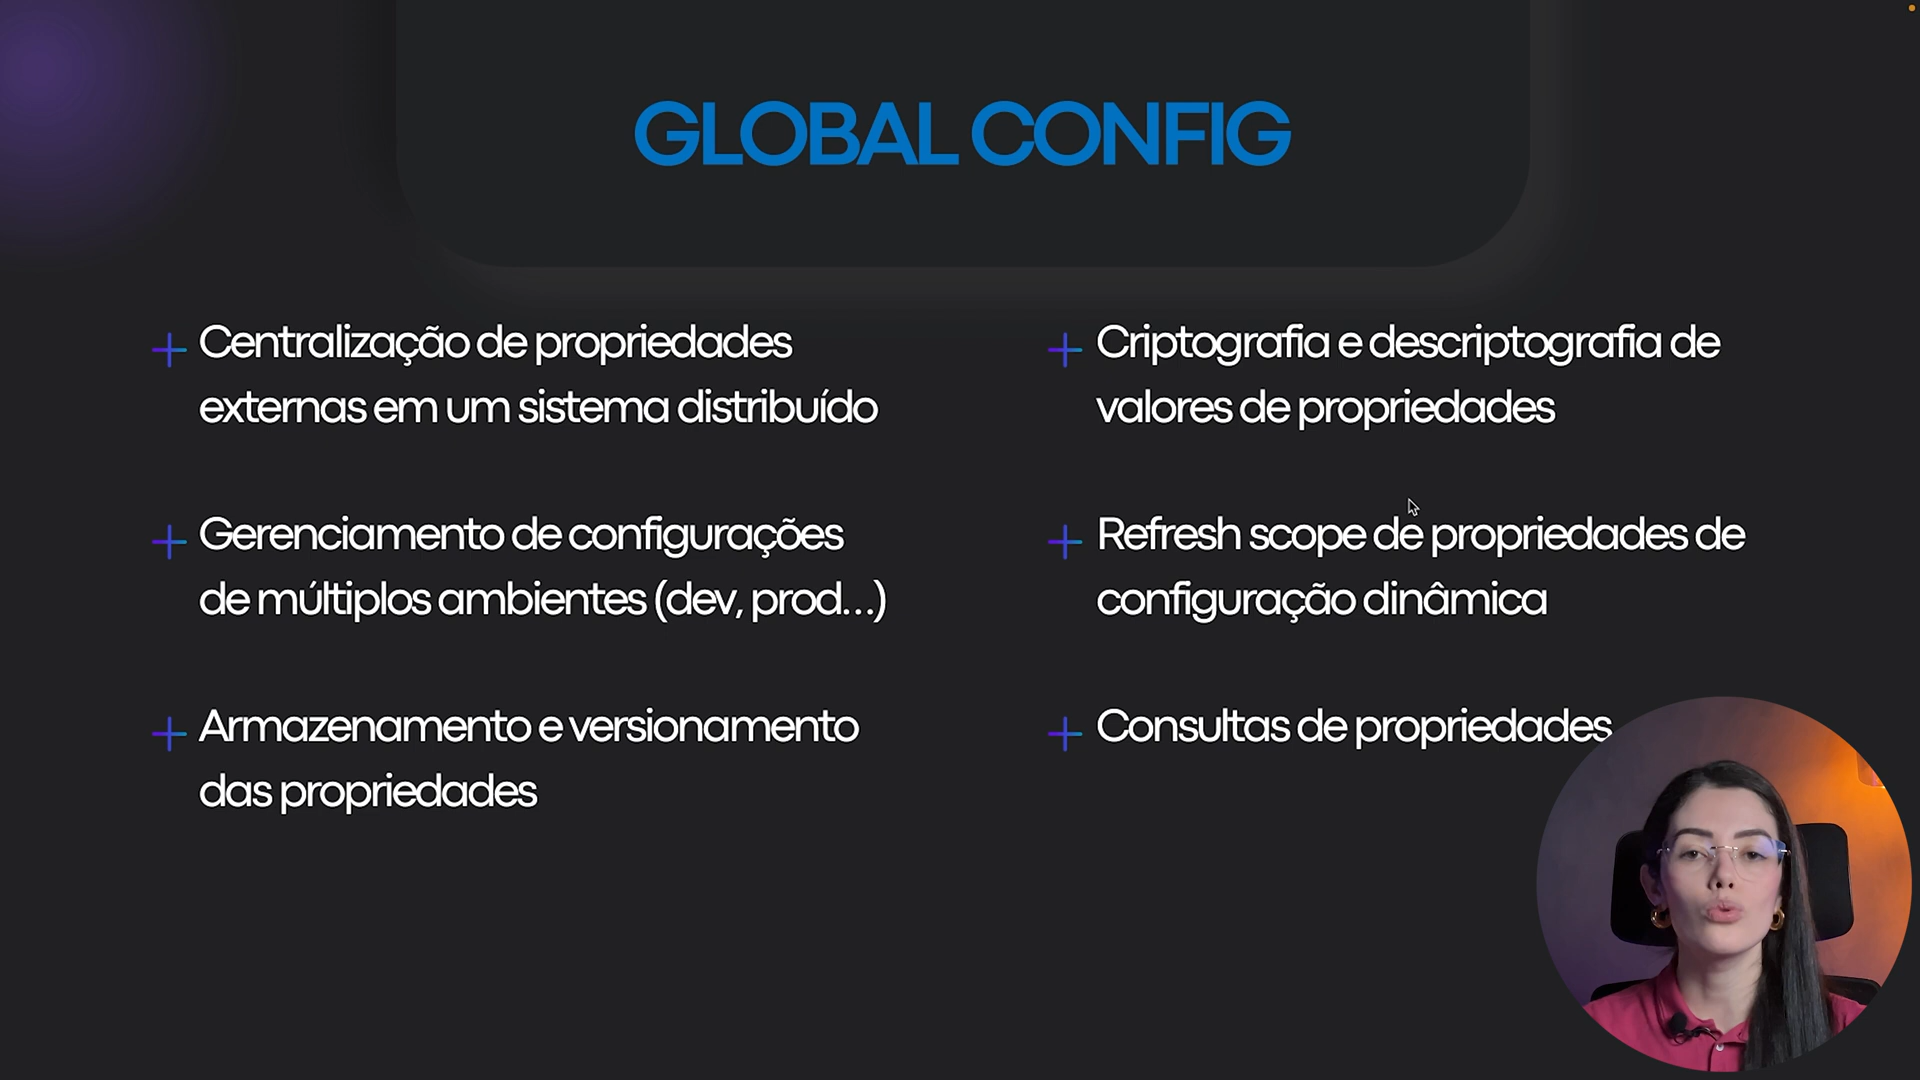 GLOBAL CONFIG
Centralização de propriedades
externas em um sistema distribuído
Gerenciamento de configurações
de múltiplos ambientes (dev, prod...)
Armazenamento e versionamento
das propriedades
Criptografia e descriptografia de
valores de propriedades
Refresh scope de propriedades de
configuração dinâmica
Consultas de propriedades